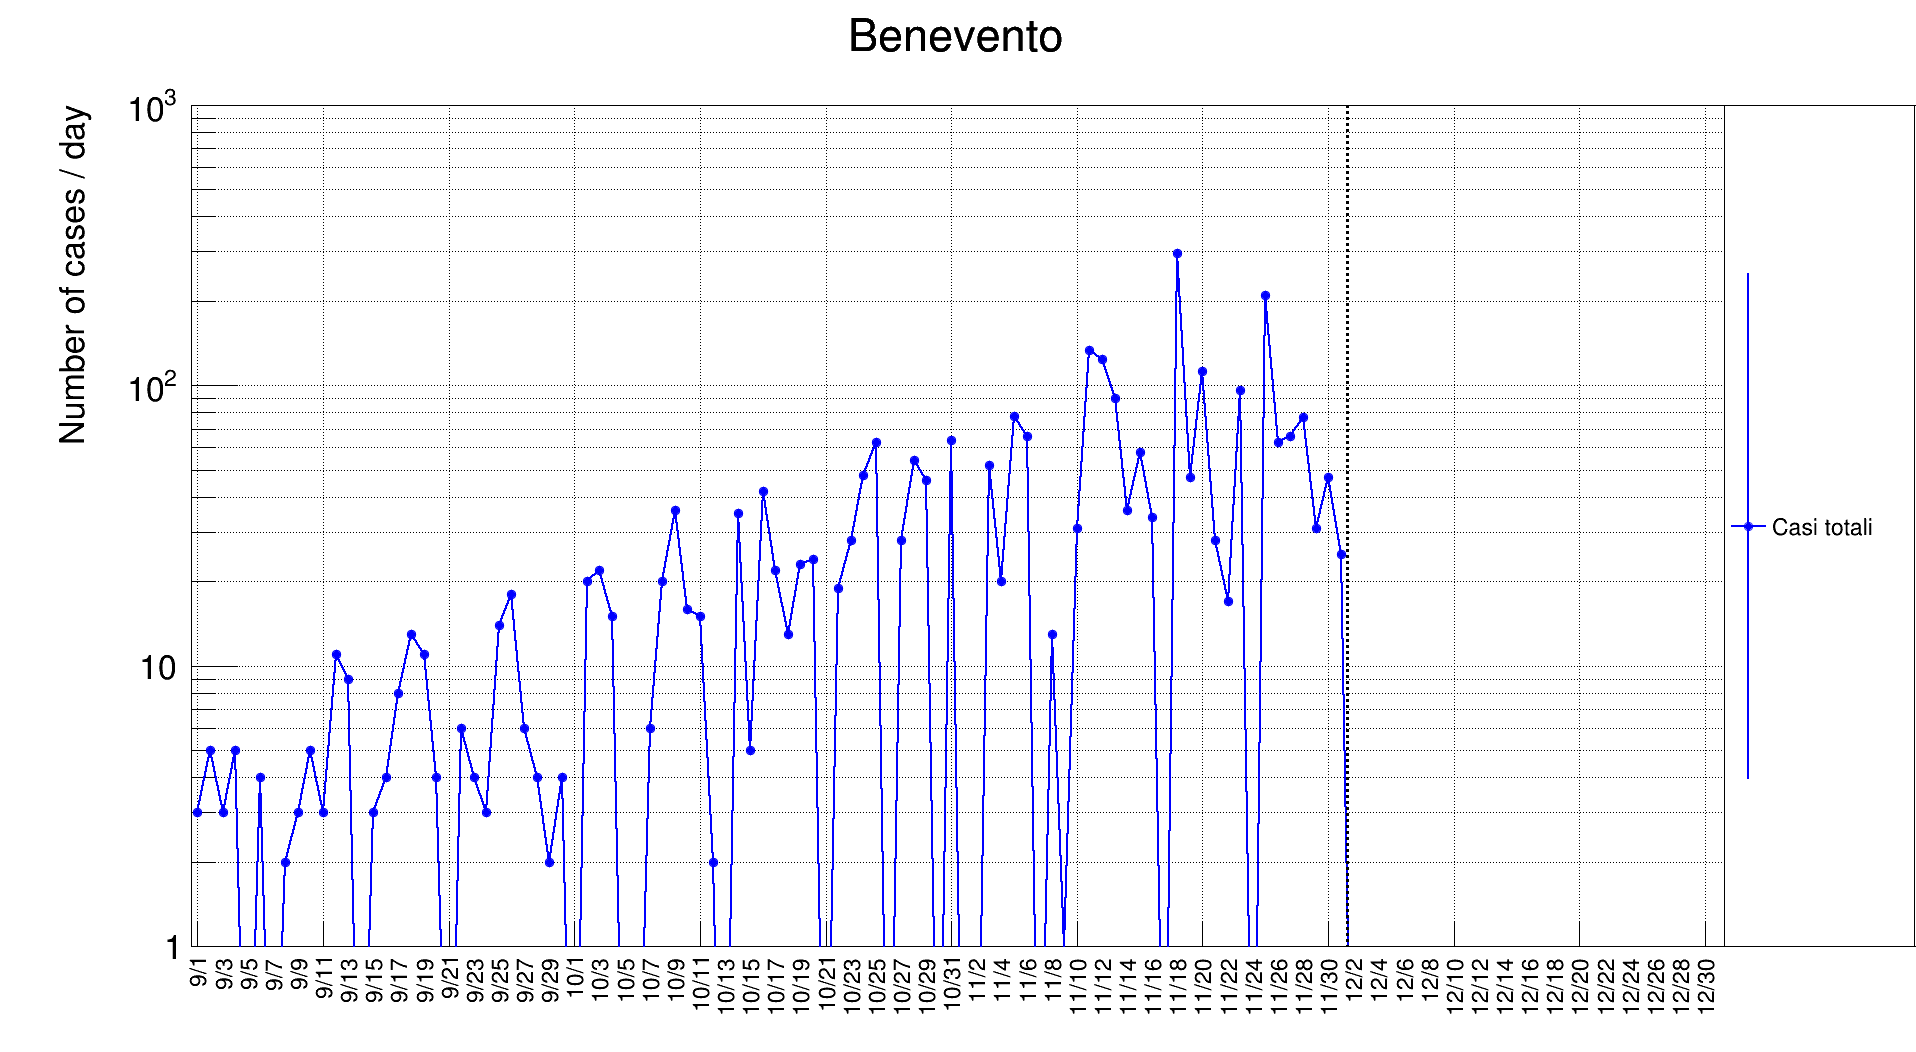 Benevento
Number of cases / day
10³
10²
10
1
9/1 9/3 9/5 9/7 9/9 9/11 9/13 9/15 9/17 9/19 9/21 9/23 9/25 9/27 9/29 10/1 10/3 10/5 10/7 10/9 10/11 10/13 10/15 10/17 10/19 10/21 10/23 10/25 10/27 10/29 10/31 11/2 11/4 11/6 11/8 11/10 11/12 11/14 11/16 11/18 11/20 11/22 11/24 11/26 11/28 11/30 12/2 12/4 12/6 12/8 12/10 12/12 12/14 12/16 12/18 12/20 12/22 12/24 12/26 12/28 12/30
Casi totali